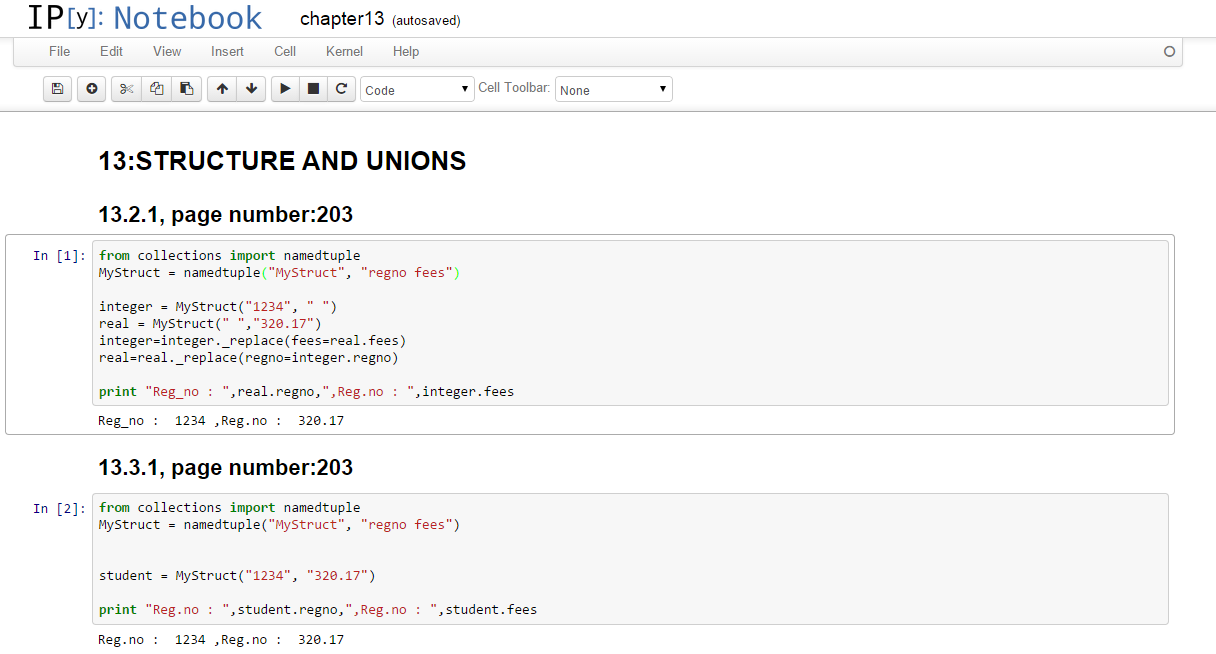 IP[y]: Notebook chapter13 (autosaved)
File Edit View Insert Cell Kernel Help
Code Cell Toolbar: None
13:STRUCTURE AND UNIONS
13.2.1, page number:203
In [1]: from collections import namedtuple
MyStruct = namedtuple("MyStruct", "regno fees")
integer = MyStruct("1234", " ")
real = MyStruct(" ","320.17")
integer=integer._replace(fees=real.fees)
real=real._replace(regno=integer.regno)
print "Reg_no : ",real.regno,",Reg.no : ",integer.fees
Reg_no :  1234 ,Reg.no :  320.17
13.3.1, page number:203
In [2]: from collections import namedtuple
MyStruct = namedtuple("MyStruct", "regno fees")
student = MyStruct("1234", "320.17")
print "Reg.no : ",student.regno,",Reg.no : ",student.fees
Reg.no :  1234 ,Reg.no :  320.17